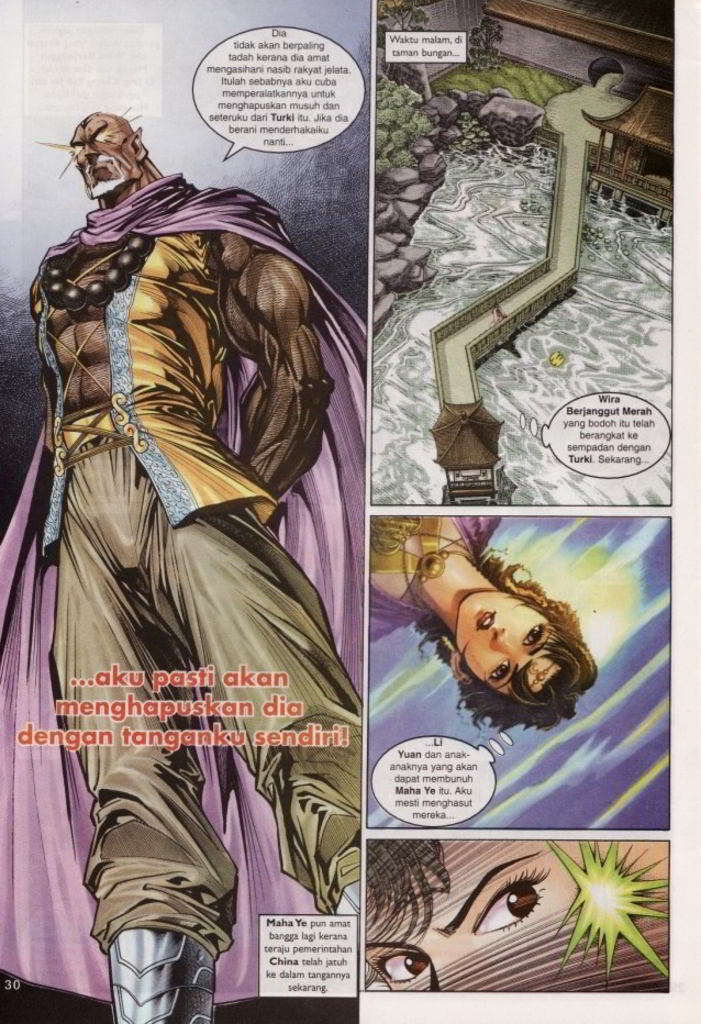 Dia
tidak akan berpaling
tadah kerana dia amat
mengasihani nasib rakyat jelata.
Itulah sebabnya aku cuba
memperalatkannya untuk
menghapuskan musuh dan
seteruku dari Turki itu. Jika dia
berani menderhakaiku
nanti...
...aku pasti akan
menghapuskan dia
dengan tanganku sendiri!
Maha Ye pun amat
bangga lagi kerana
teraju pemerintahan
China telah jatuh
ke dalam tangannya
sekarang.
30
Waktu malam, di
taman bungan...
Wira
Berjanggut Merah
yang bodoh itu telah
berangkat ke
sempadan dengan
Turki. Sekarang...
...Li
Yuan dan anak-
anaknya yang akan
dapat membunuh
Maha Ye itu. Aku
mesti menghasut
mereka...